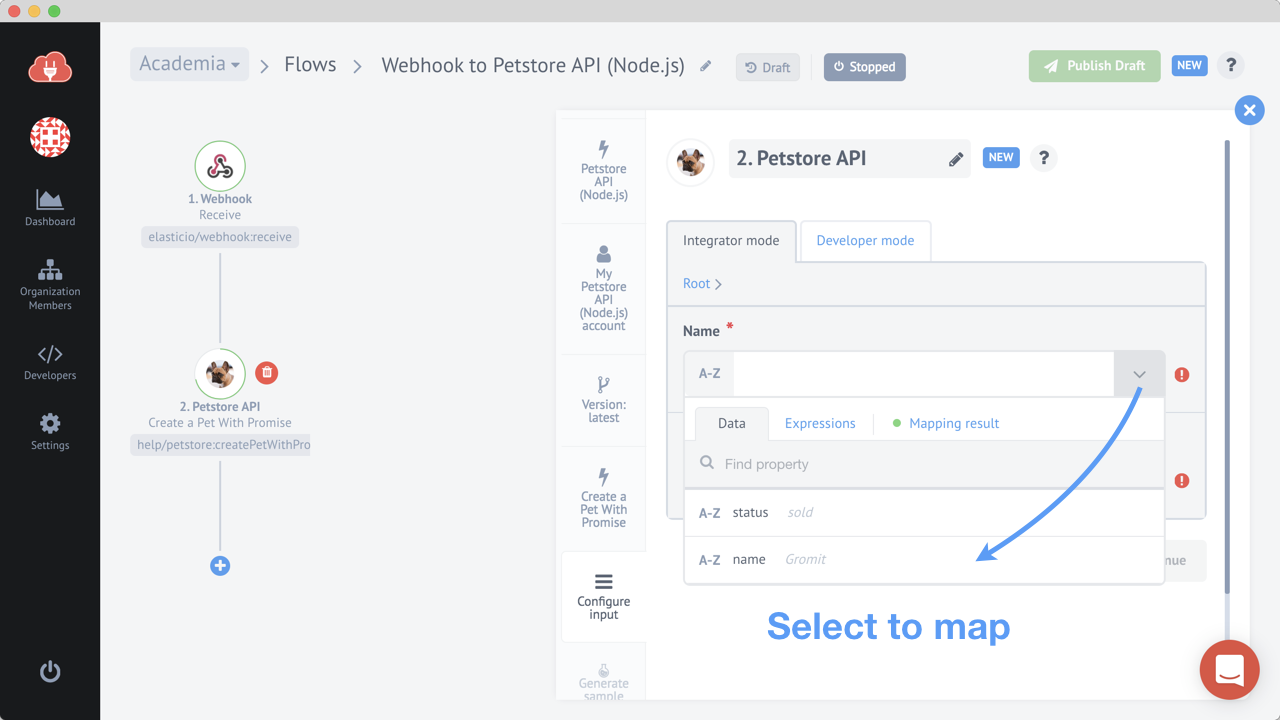 Academia
Flows
Webhook to Petstore API (Node.js)
Draft
Stopped
Publish Draft
NEW
?
Dashboard
Organization
Members
Developers
Settings
1. Webhook
Receive
elasticio/webhook:receive
2. Petstore API
Create a Pet With Promise
help/petstore:createPetWithPro
Petstore
API
(Node.js)
My
Petstore
API
(Node.js)
account
Version:
latest
Create a
Pet With
Promise
Configure
input
Generate
sample
2. Petstore API
NEW
?
Integrator mode
Developer mode
Root
Name *
A-Z
Data
Expressions
Mapping result
Find property
A-Z status sold
A-Z name Gromit
nue
Select to map